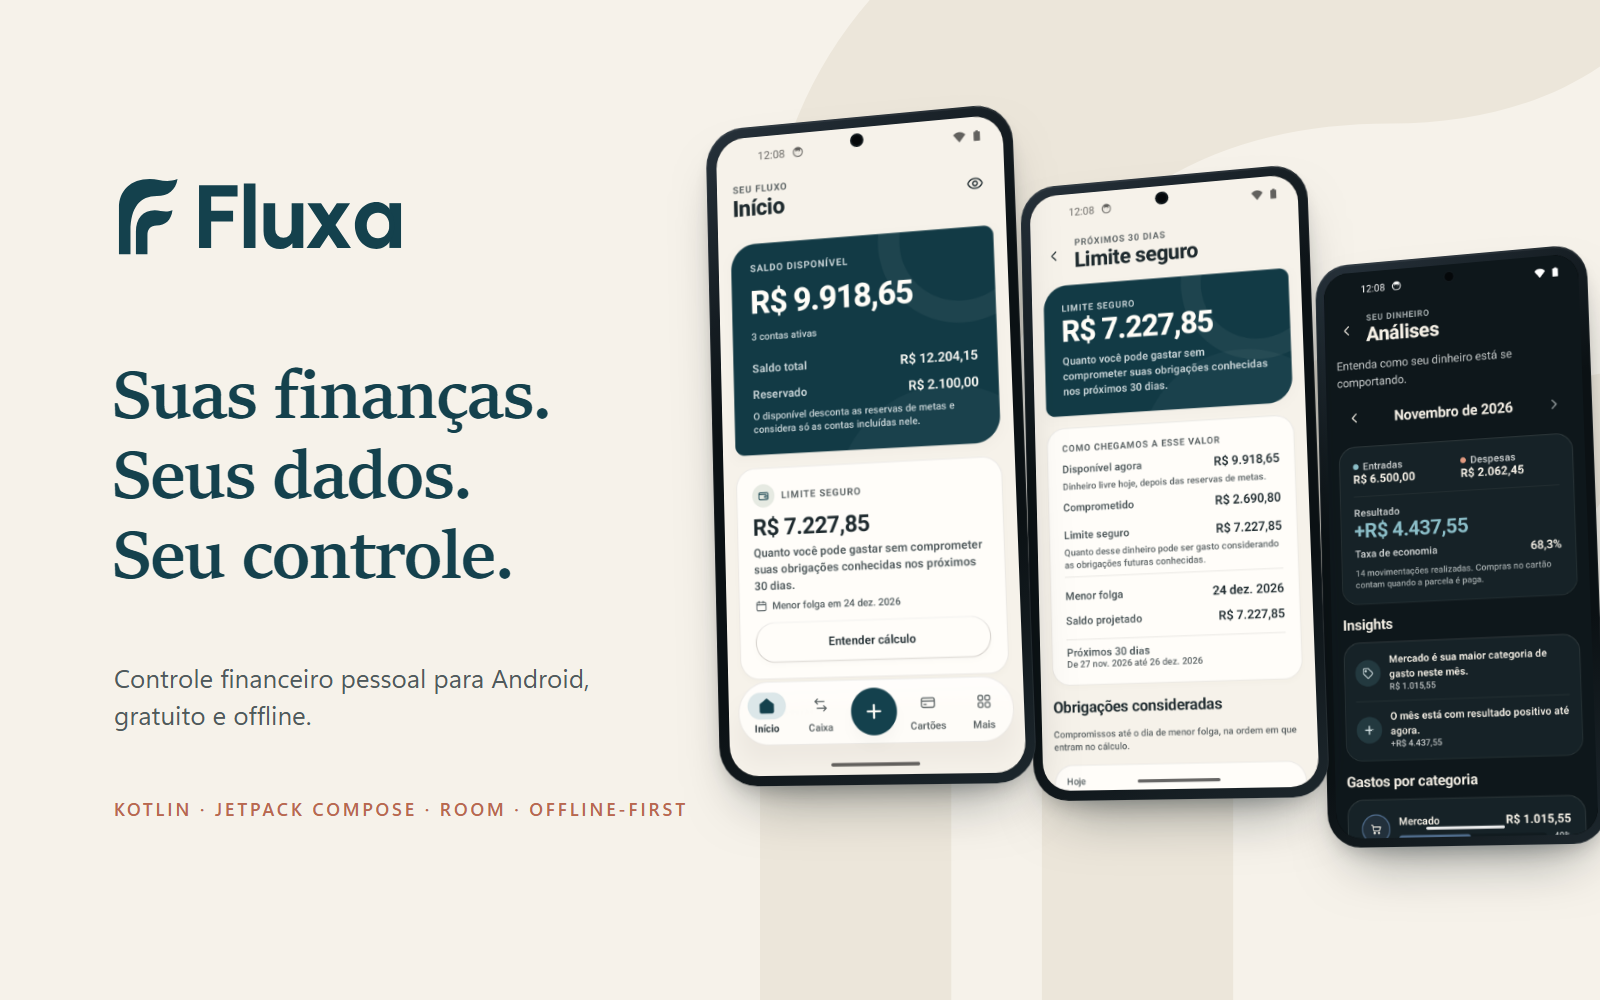 Fluxa
Suas finanças.
Seus dados.
Seu controle.
Controle financeiro pessoal para Android,
gratuito e offline.
KOTLIN · JETPACK COMPOSE · ROOM · OFFLINE-FIRST
12:08
SEU FLUXO
Início
SALDO DISPONÍVEL
R$ 9.918,65
3 contas ativas
Saldo total R$ 12.204,15
Reservado R$ 2.100,00
O disponível desconta as reservas de metas e
considera só as contas incluídas nele.
LIMITE SEGURO
R$ 7.227,85
Quanto você pode gastar sem comprometer
suas obrigações conhecidas nos próximos
30 dias.
Menor folga em 24 dez. 2026
Entender cálculo
Início Caixa Cartões Mais
12:08
PRÓXIMOS 30 DIAS
Limite seguro
LIMITE SEGURO
R$ 7.227,85
Quanto você pode gastar sem
comprometer suas obrigações conhecidas
nos próximos 30 dias.
COMO CHEGAMOS A ESSE VALOR
Disponível agora R$ 9.918,65
Dinheiro livre hoje, depois das reservas de metas.
Comprometido R$ 2.690,80
Limite seguro R$ 7.227,85
Quanto desse dinheiro pode ser gasto considerando
as obrigações futuras conhecidas.
Menor folga 24 dez. 2026
Saldo projetado R$ 7.227,85
Próximos 30 dias
De 27 nov. 2026 até 26 dez. 2026
Obrigações consideradas
Compromissos até o dia de menor folga, na ordem em que
entram no cálculo.
Hoje
12:08
SEU DINHEIRO
Análises
Entenda como seu dinheiro está se
comportando.
Novembro de 2026
Entradas Despesas
R$ 6.500,00 R$ 2.062,45
Resultado
+R$ 4.437,55
Taxa de economia 68,3%
14 movimentações realizadas. Compras no cartão
contam quando a parcela é paga.
Insights
Mercado é sua maior categoria de
gasto neste mês.
R$ 1.015,55
O mês está com resultado positivo até
agora.
+R$ 4.437,55
Gastos por categoria
Mercado R$ 1.015,55